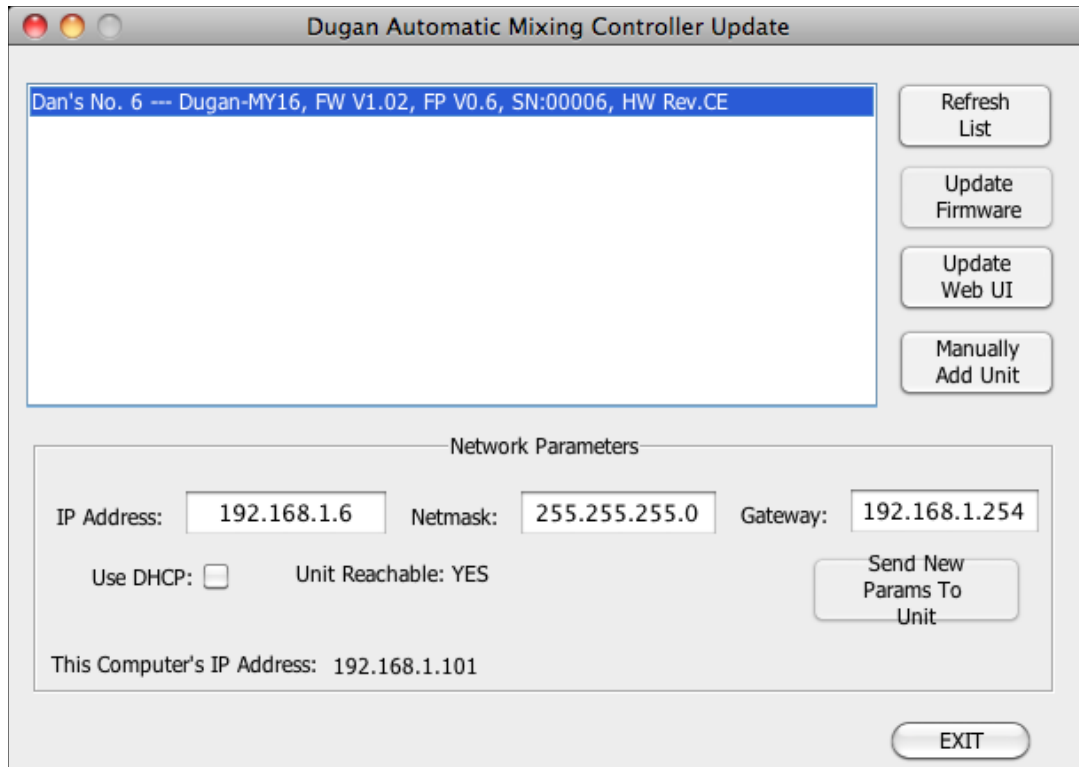 Dugan Automatic Mixing Controller Update
Dan's No. 6 --- Dugan-MY16, FW V1.02, FP V0.6, SN:00006, HW Rev.CE
Refresh
List
Update
Firmware
Update
Web UI
Manually
Add Unit
Network Parameters
IP Address: 192.168.1.6 Netmask: 255.255.255.0 Gateway: 192.168.1.254
Use DHCP: Unit Reachable: YES
Send New
Params To
Unit
This Computer's IP Address: 192.168.1.101
EXIT